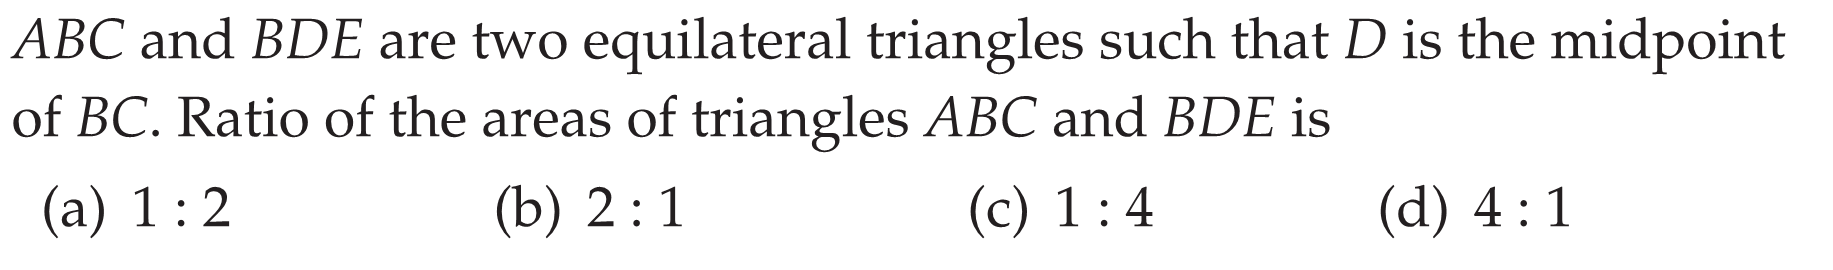 ABC and BDE are two equilateral triangles such that D is the midpoint
of BC. Ratio of the areas of triangles ABC and BDE is
(a) 1 : 2 (b) 2 : 1 (c) 1 : 4 (d) 4 : 1